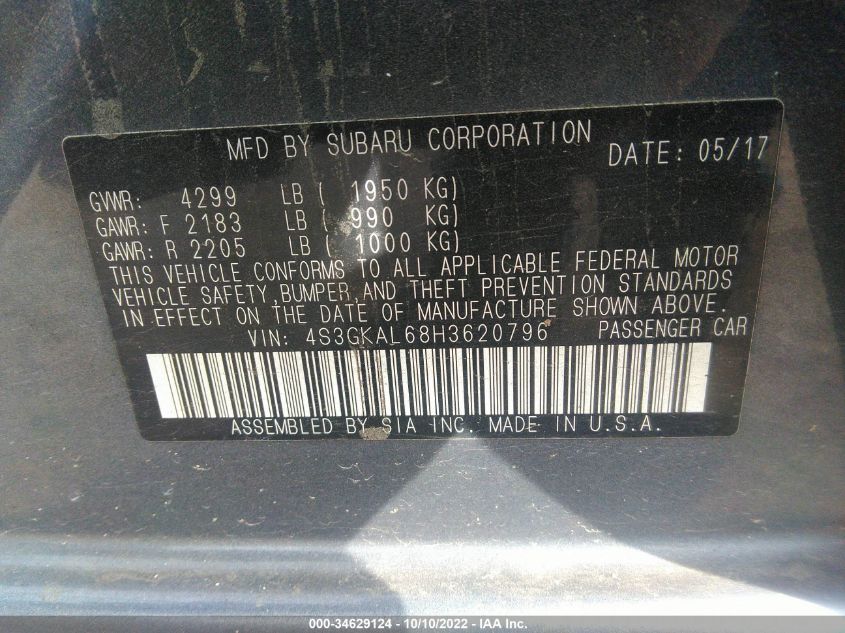 MFD BY SUBARU CORPORATION DATE: 05/17
GVWR: 4299 LB ( 1950 KG)
GAWR: F 2183 LB ( 990 KG)
GAWR: R 2205 LB ( 1000 KG)
THIS VEHICLE CONFORMS TO ALL APPLICABLE FEDERAL MOTOR
VEHICLE SAFETY,BUMPER,AND THEFT PREVENTION STANDARDS
IN EFFECT ON THE DATE OF MANUFACTURE SHOWN ABOVE.
VIN: 4S3GKAL68H3620796 PASSENGER CAR
ASSEMBLED BY SIA INC. MADE IN U.S.A.
000-34629124 - 10/10/2022 - IAA Inc.